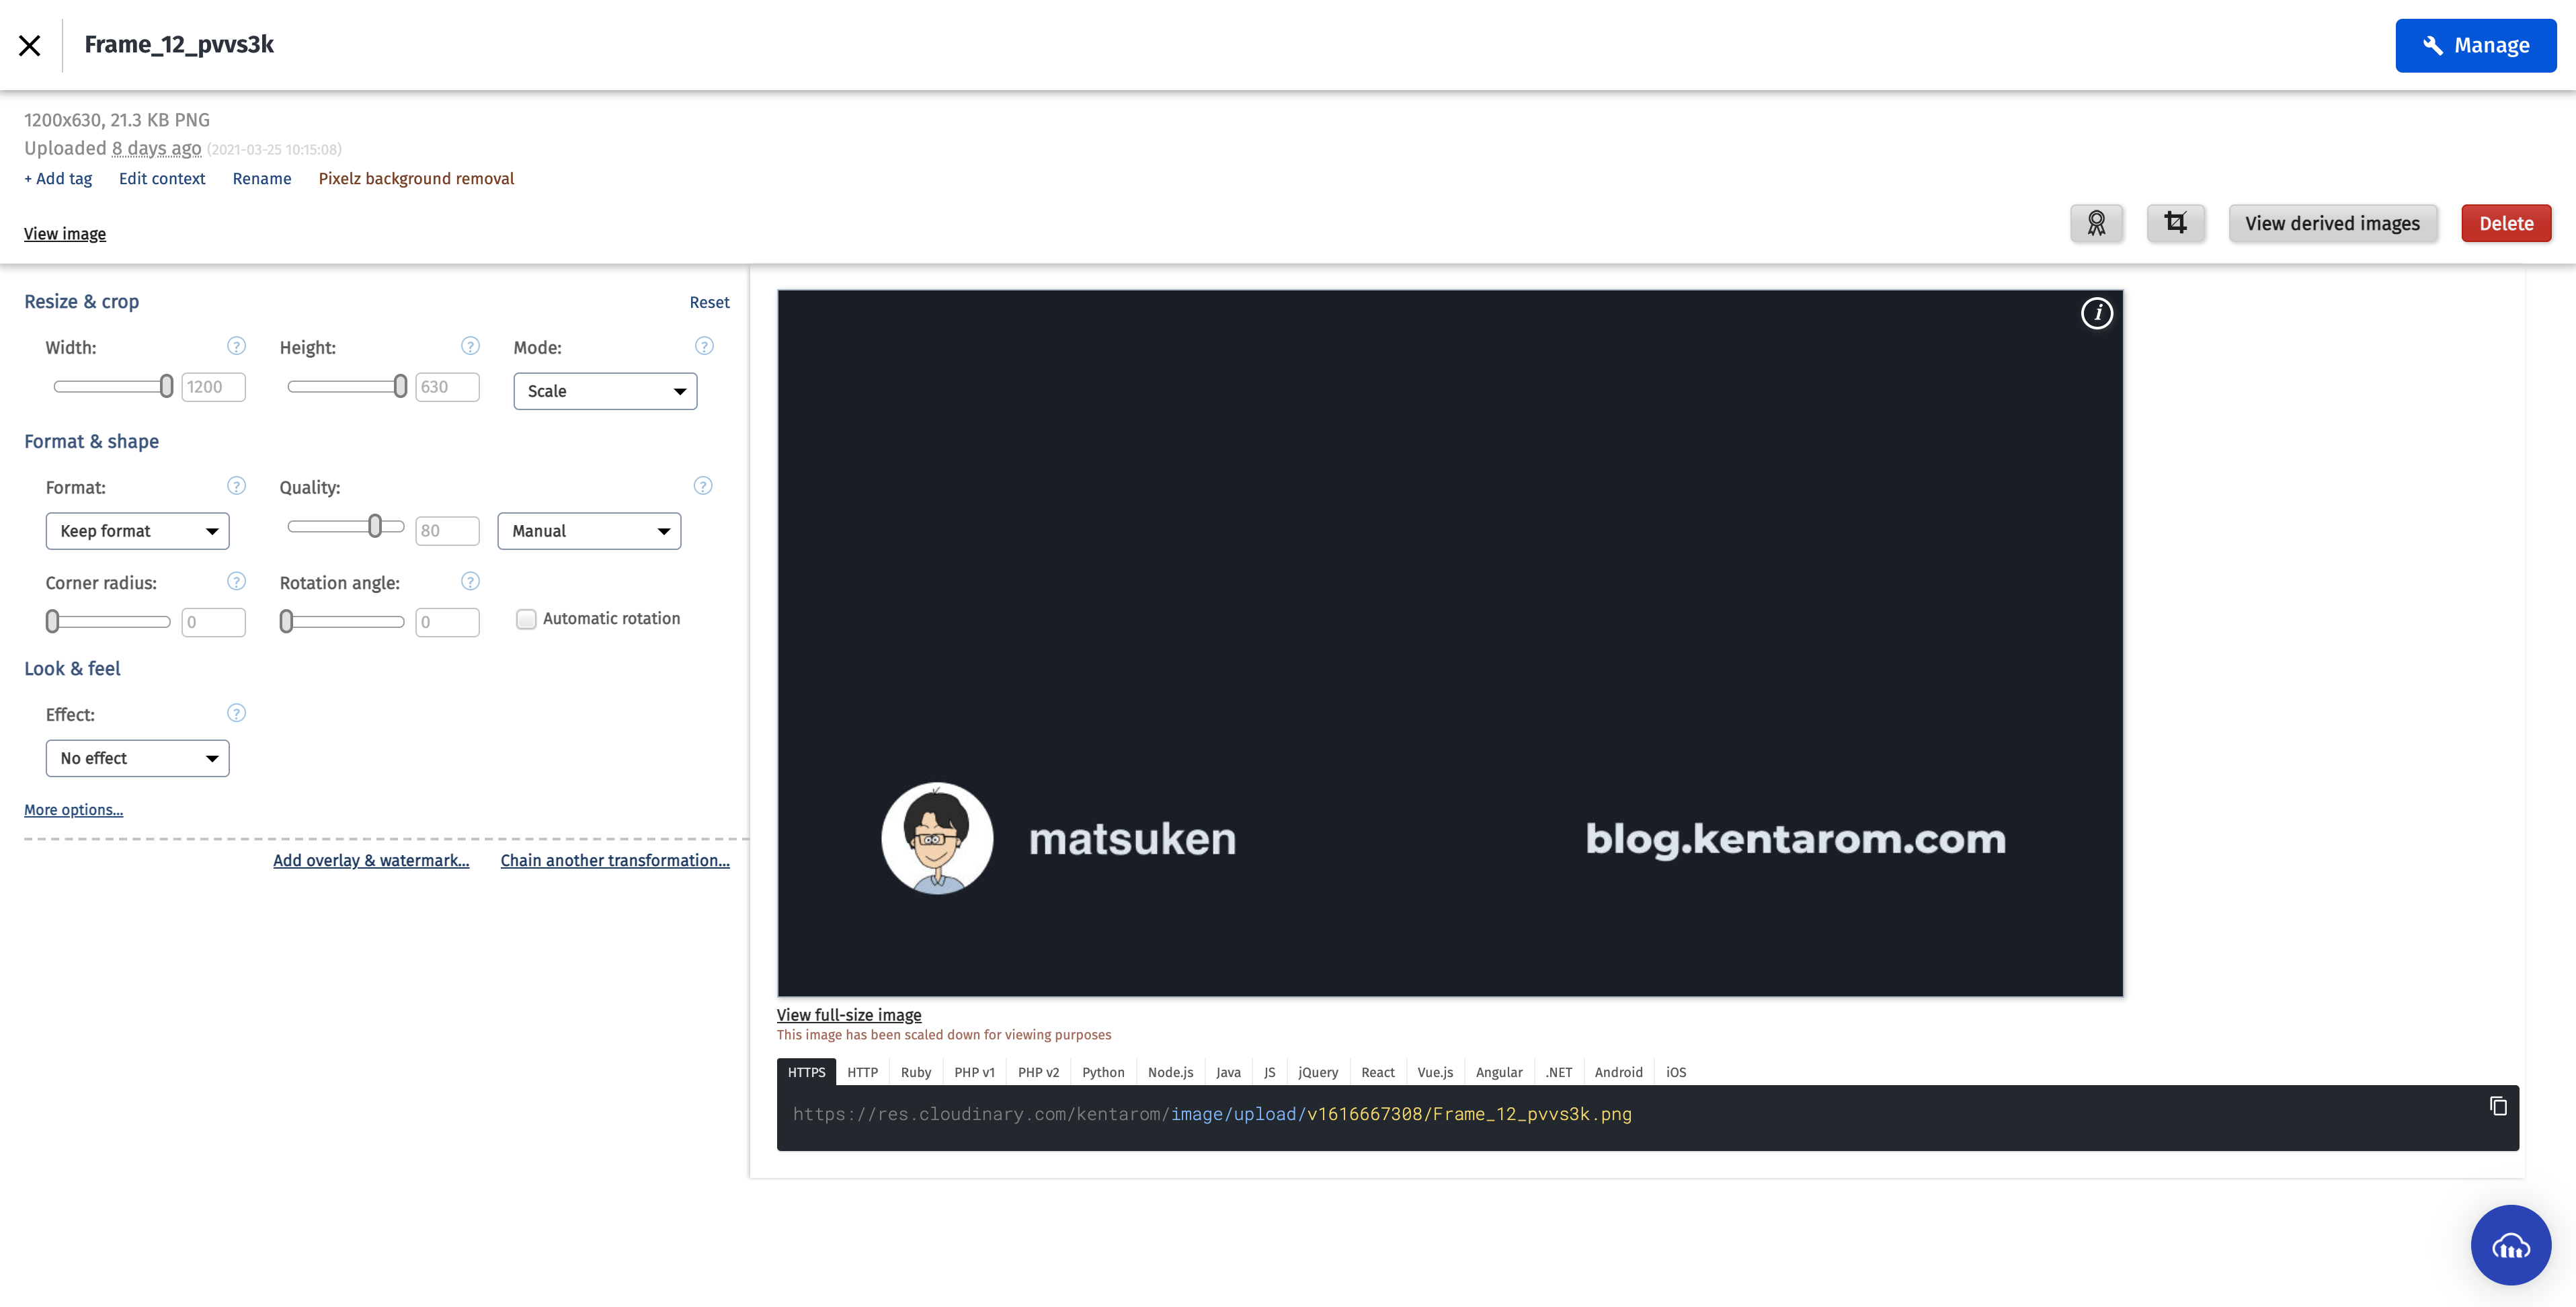 Frame_12_pvvs3k
Manage
1200x630, 21.3 KB PNG
Uploaded 8 days ago (2021-03-25 10:15:08)
+ Add tag Edit context Rename Pixelz background removal
View image
View derived images Delete
Resize & crop Reset
Width: ? Height: ? Mode: ?
1200 630 Scale
Format & shape
Format: ? Quality: ?
Keep format 80 Manual
Corner radius: ? Rotation angle: ?
0 0 Automatic rotation
Look & feel
Effect: ?
No effect
More options...
Add overlay & watermark... Chain another transformation...
i
matsuken blog.kentarom.com
View full-size image
This image has been scaled down for viewing purposes
HTTPS HTTP Ruby PHP v1 PHP v2 Python Node.js Java JS jQuery React Vue.js Angular .NET Android iOS
https://res.cloudinary.com/kentarom/image/upload/v1616667308/Frame_12_pvvs3k.png